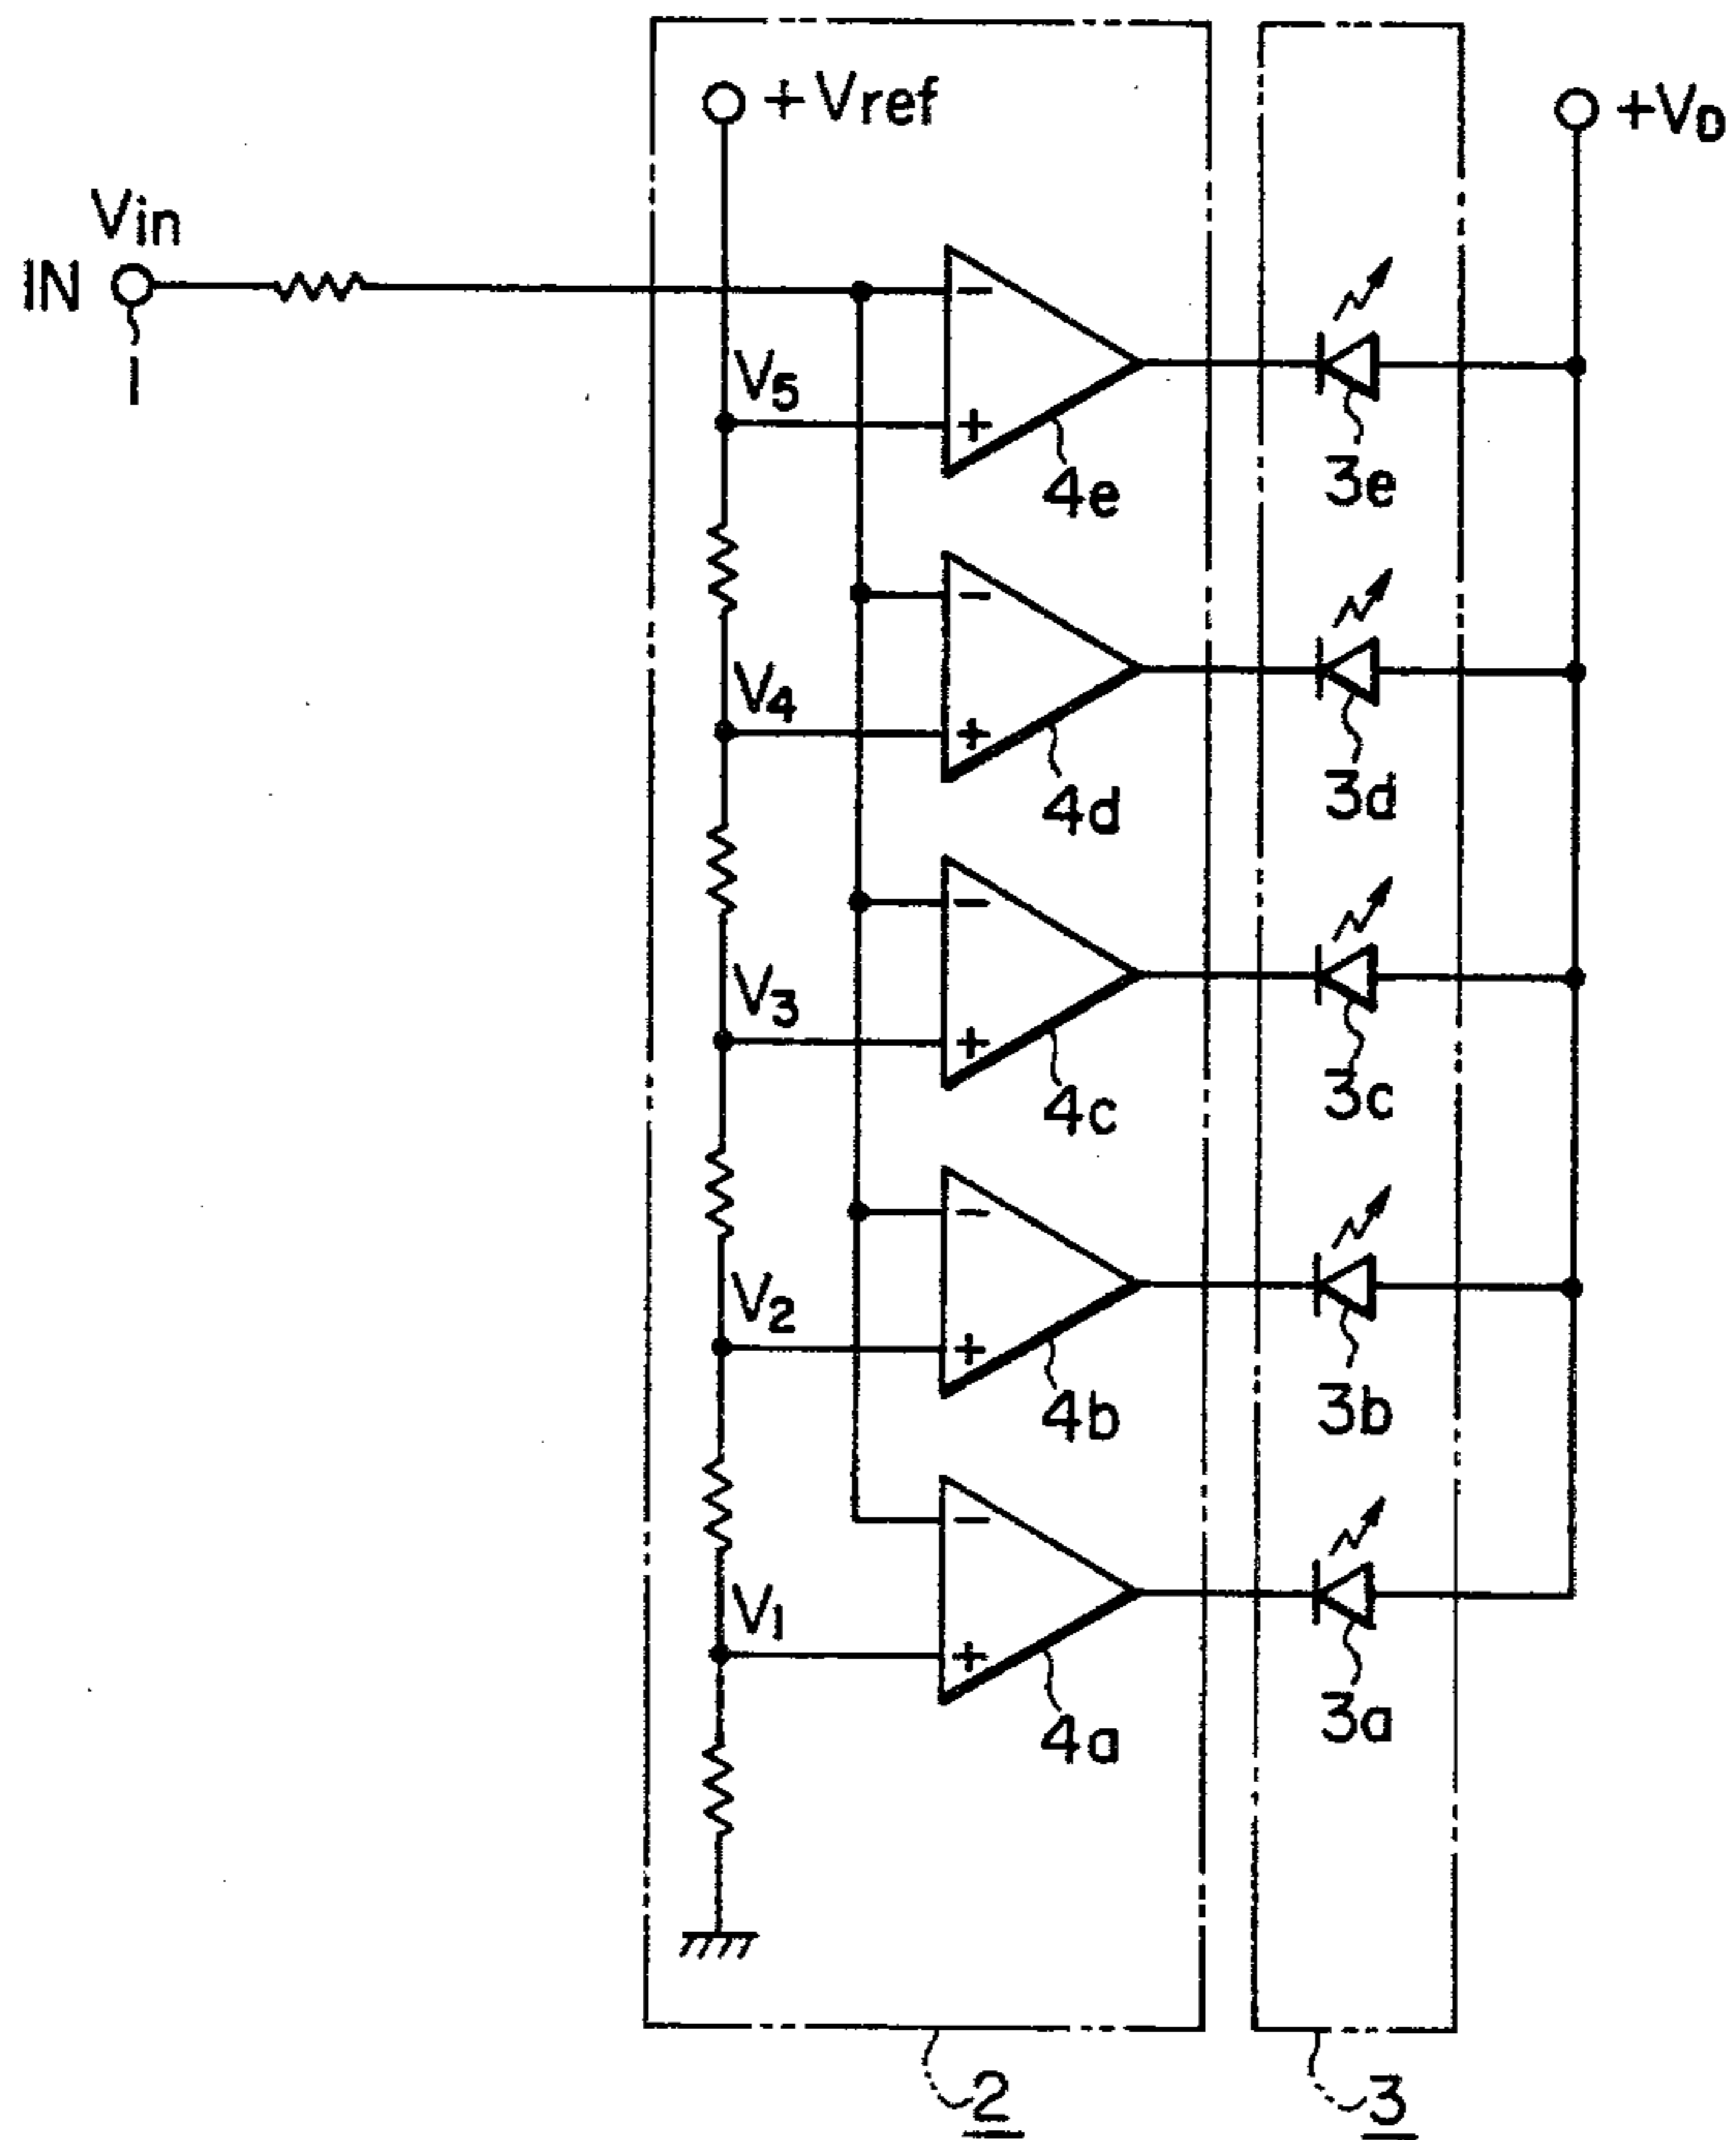 +Vref
+VD
Vin
IN
1
V5
-
+
4e
3e
V4
-
+
4d
3d
V3
-
+
4c
3c
V2
-
+
4b
3b
V1
-
+
4a
3a
2
3